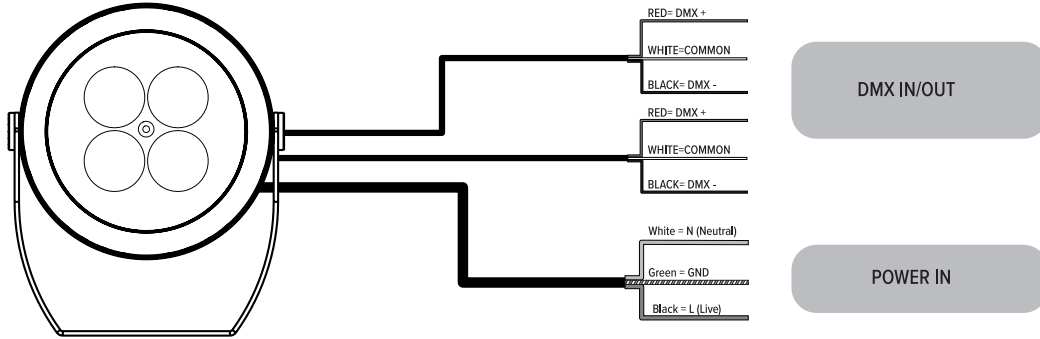 RED= DMX +
WHITE=COMMON
BLACK= DMX -
DMX IN/OUT
RED= DMX +
WHITE=COMMON
BLACK= DMX -
White = N (Neutral)
Green = GND
Black = L (Live)
POWER IN